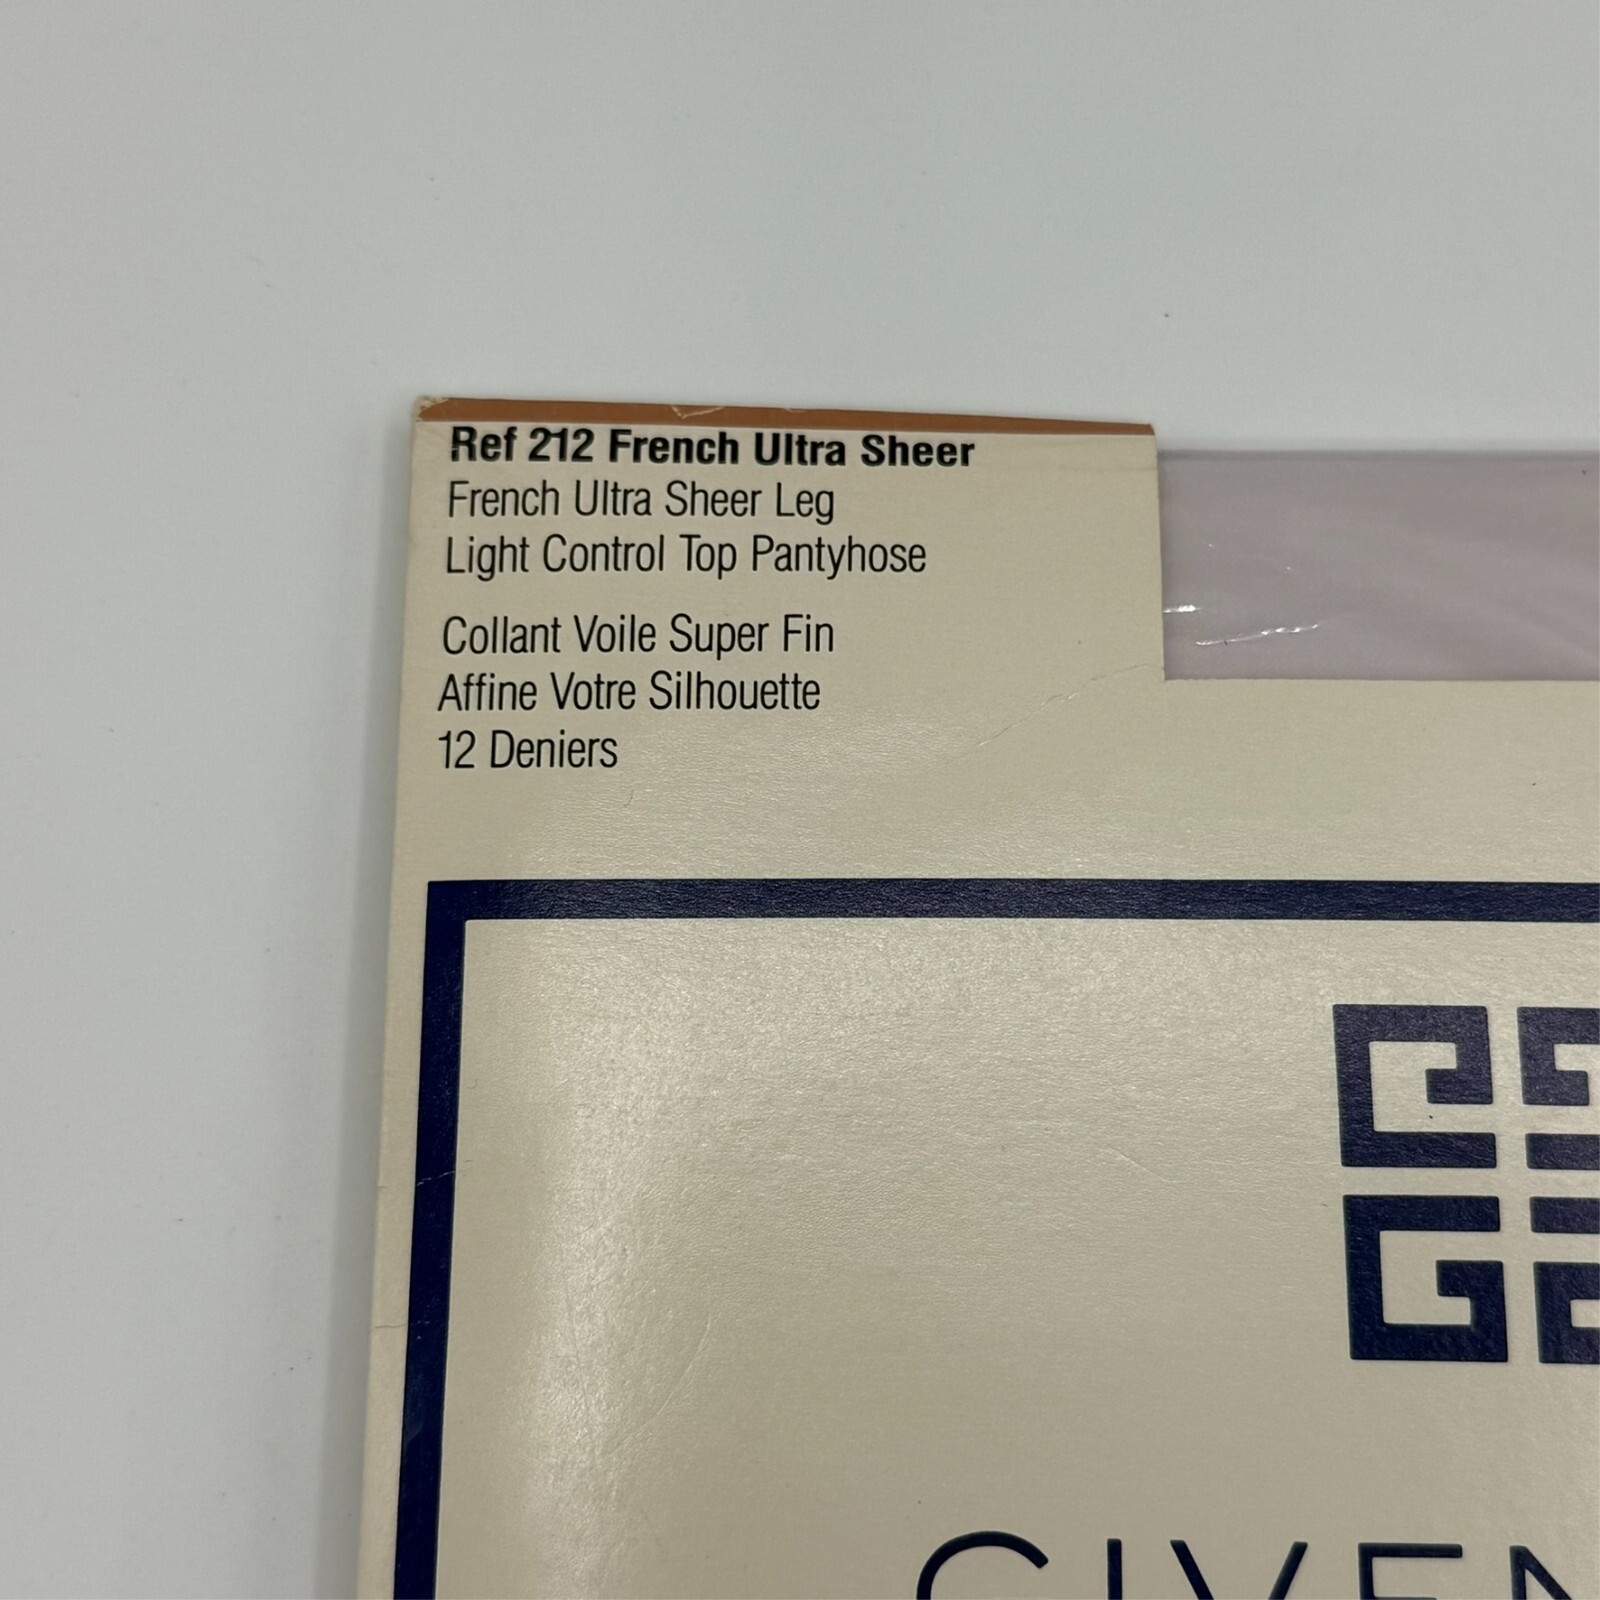 Ref 212 French Ultra Sheer
French Ultra Sheer Leg
Light Control Top Pantyhose
Collant Voile Super Fin
Affine Votre Silhouette
12 Deniers